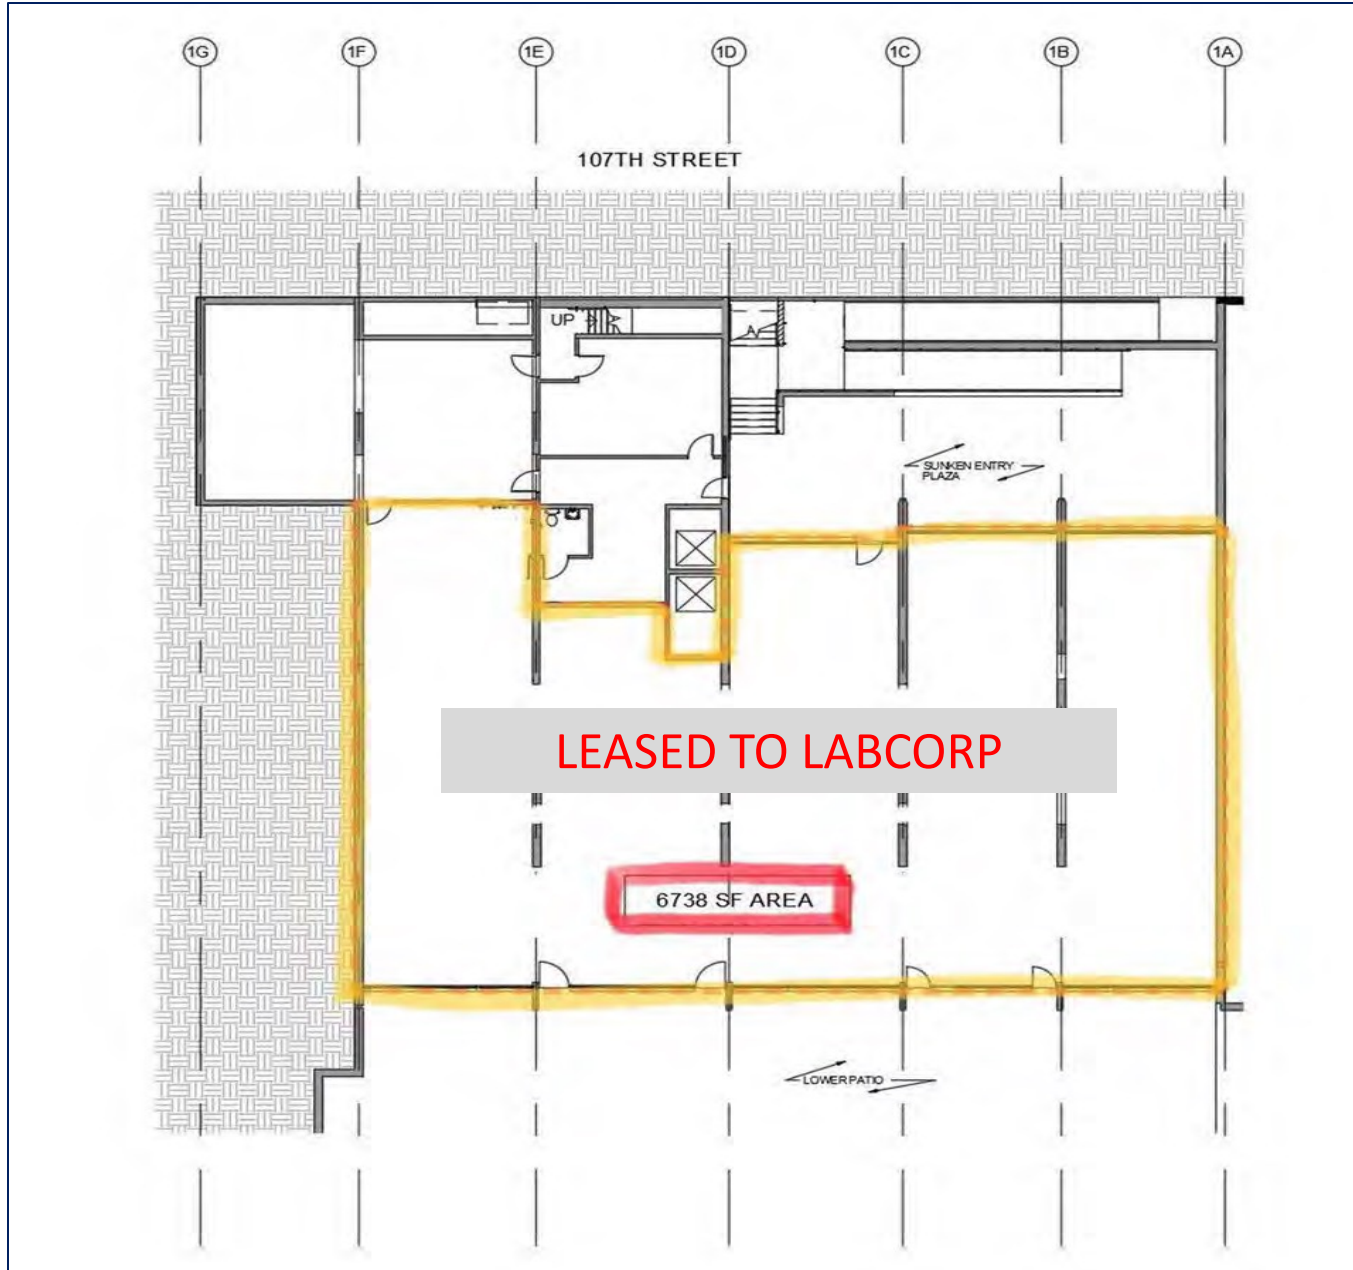 1G 1F 1E 1D 1C 1B 1A
107TH STREET
UP
A
SUNKEN ENTRY
PLAZA
LEASED TO LABCORP
6738 SF AREA
LOWER PATIO